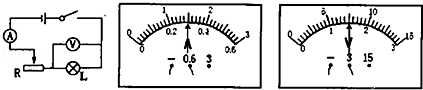 A
V
R
L
0 1 2 3
0 0.2 0.4 0.6
A
− 0.6 3
0 5 10 15
0 1 2 3
V
− 3 15